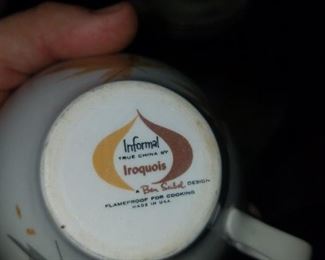 Informal
TRUE CHINA BY
Iroquois
A Ben Seibel DESIGN
FLAMEPROOF FOR COOKING
MADE IN U.S.A.